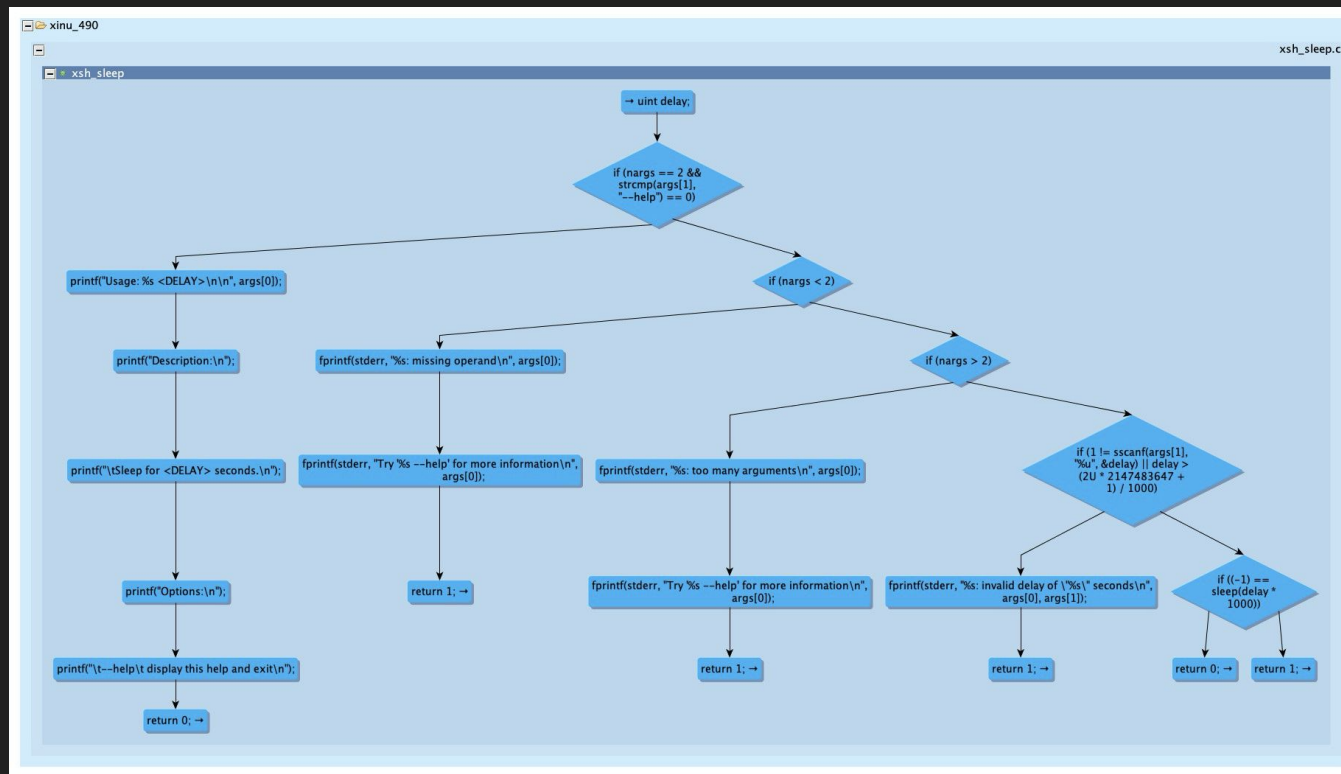 xinu_490
xsh_sleep.c
xsh_sleep
→ uint delay;
if (nargs == 2 &&
strcmp(args[1],
"--help") == 0)
printf("Usage: %s <DELAY>\n\n", args[0]);
if (nargs < 2)
printf("Description:\n");
fprintf(stderr, "%s: missing operand\n", args[0]);
if (nargs > 2)
printf("\tSleep for <DELAY> seconds.\n");
fprintf(stderr, "Try '%s --help' for more information\n",
args[0]);
fprintf(stderr, "%s: too many arguments\n", args[0]);
if (1 != sscanf(args[1],
"%u", &delay) || delay >
(2U * 2147483647 +
1) / 1000)
printf("Options:\n");
return 1; →
fprintf(stderr, "Try '%s --help' for more information\n",
args[0]);
fprintf(stderr, "%s: invalid delay of \"%s\" seconds\n",
args[0], args[1]);
if ((-1) ==
sleep(delay *
1000))
printf("\t--help\t display this help and exit\n");
return 1; →
return 1; →
return 0; →
return 1; →
return 0; →